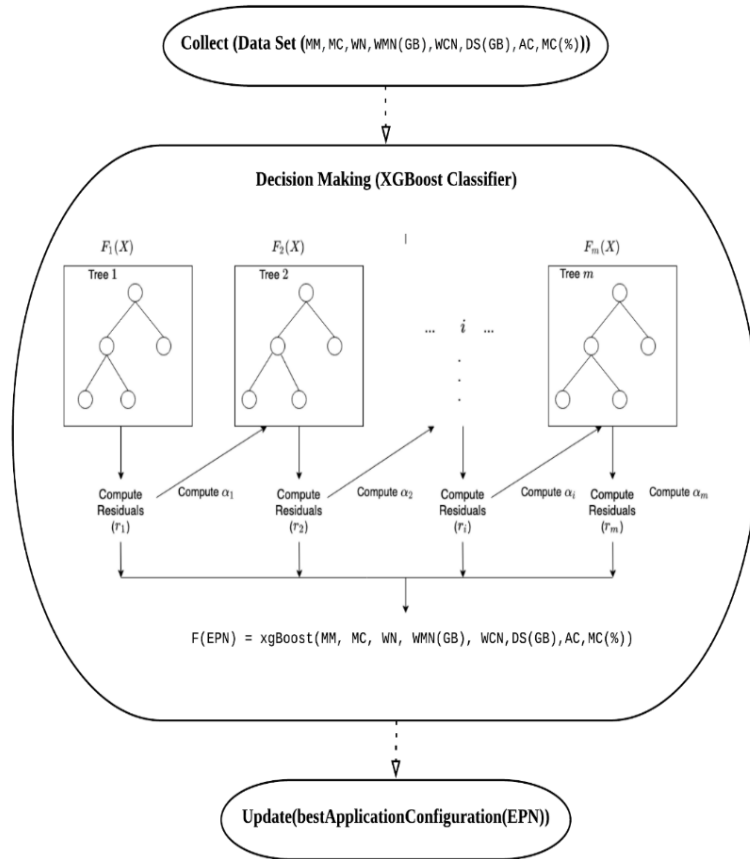 Collect (Data Set (MM,MC,WN,WMN(GB),WCN,DS(GB),AC,MC(%)))
Decision Making (XGBoost Classifier)
F₁(X) F₂(X) Fₘ(X)
Tree 1 Tree 2 Tree m
... i ...
Compute Residuals (r₁)
Compute α₁
Compute Residuals (r₂)
Compute α₂
Compute Residuals (rᵢ)
Compute αᵢ
Compute Residuals (rₘ)
Compute αₘ
F(EPN) = xgBoost(MM, MC, WN, WMN(GB), WCN,DS(GB),AC,MC(%))
Update(bestApplicationConfiguration(EPN))